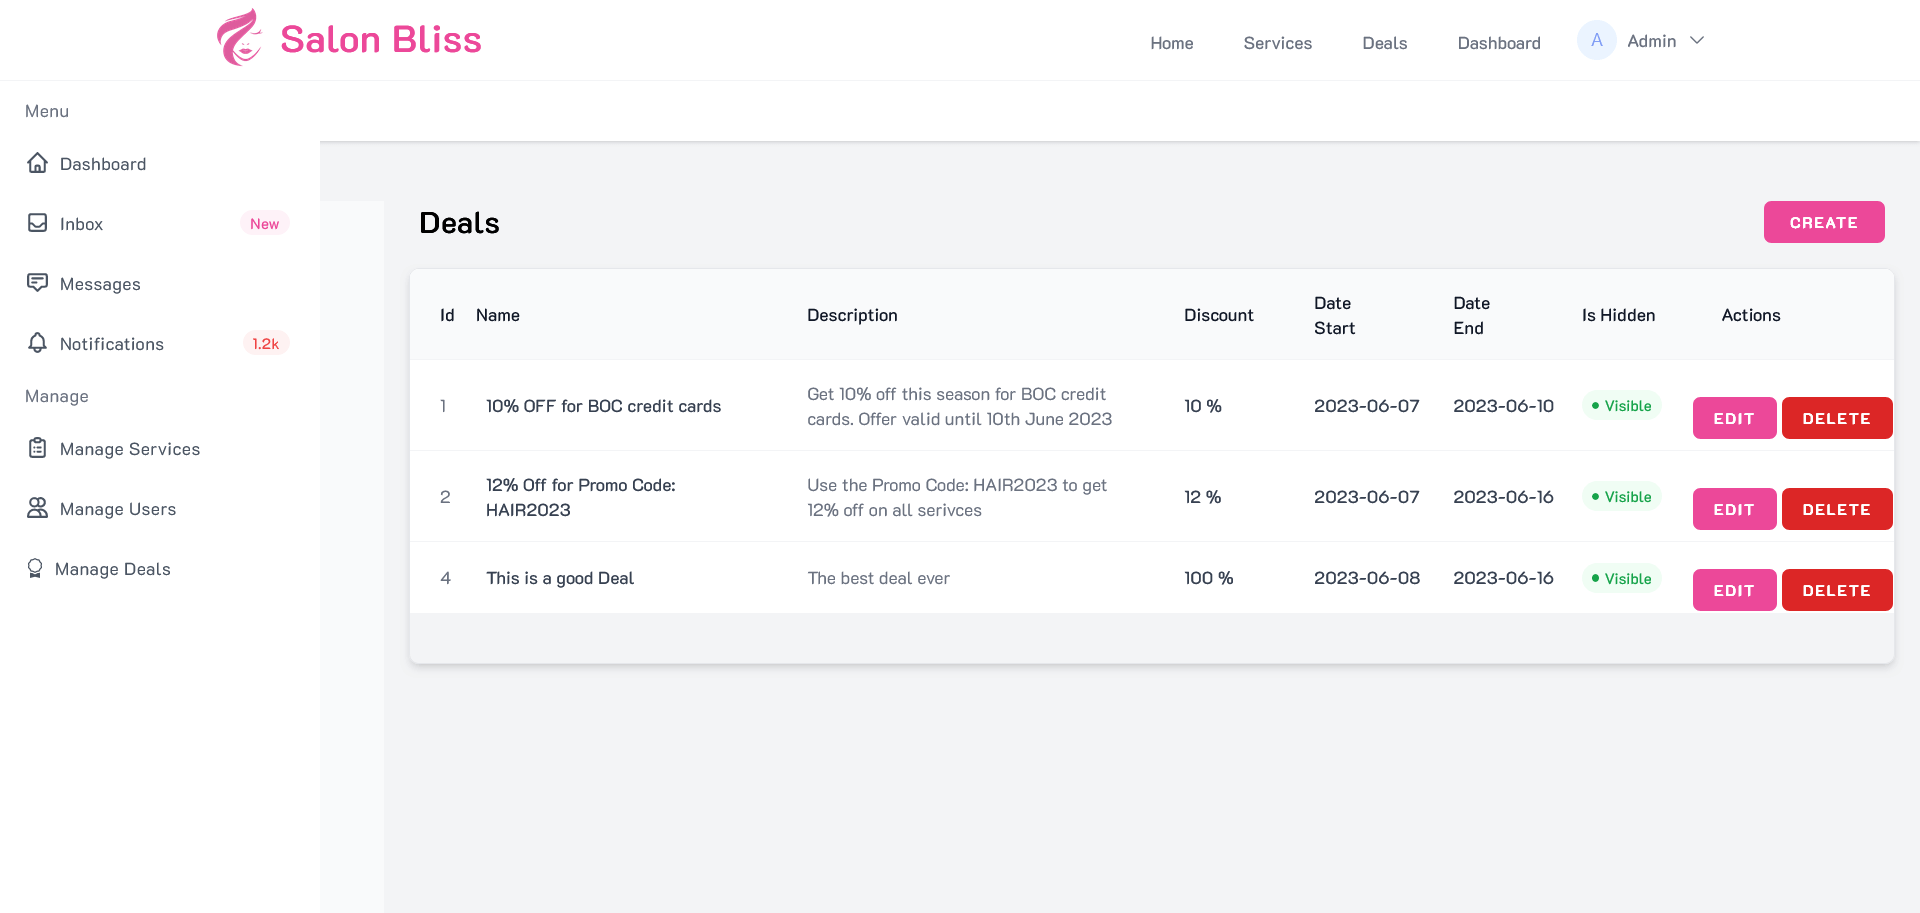 Salon Bliss
Home Services Deals Dashboard A Admin
Menu
Dashboard
Inbox New
Messages
Notifications 1.2k
Manage
Manage Services
Manage Users
Manage Deals
Deals CREATE
Id Name Description Discount Date Start Date End Is Hidden Actions
1 10% OFF for BOC credit cards
Get 10% off this season for BOC credit
cards. Offer valid until 10th June 2023
10 % 2023-06-07 2023-06-10 Visible EDIT DELETE
2
12% Off for Promo Code:
HAIR2023
Use the Promo Code: HAIR2023 to get
12% off on all serivces
12 % 2023-06-07 2023-06-16 Visible EDIT DELETE
4 This is a good Deal The best deal ever 100 % 2023-06-08 2023-06-16 Visible EDIT DELETE